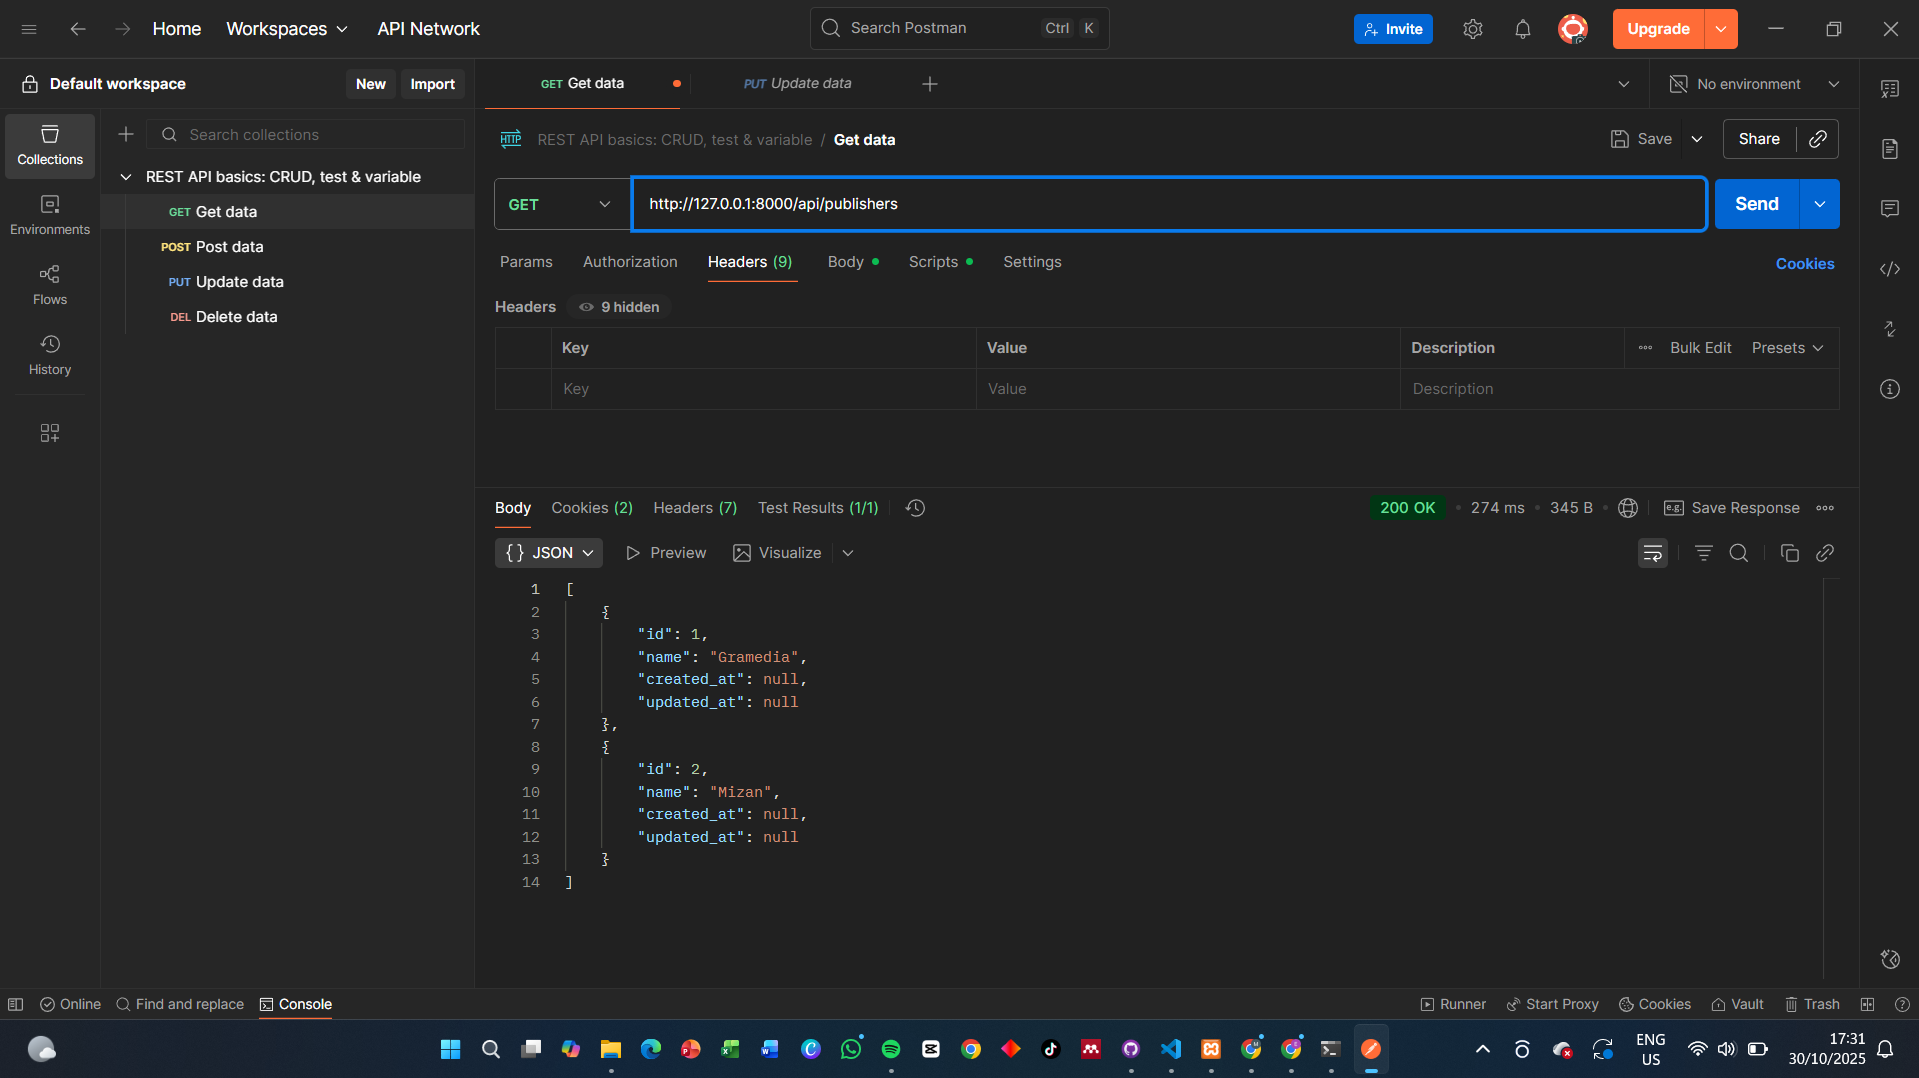 Home Workspaces API Network Search Postman Ctrl K Invite Upgrade
Default workspace New Import GET Get data PUT Update data No environment
Search collections REST API basics: CRUD, test & variable / Get data Save Share
Collections
REST API basics: CRUD, test & variable
GET Get data
POST Post data
PUT Update data
DEL Delete data
Environments
Flows
History
GET http://127.0.0.1:8000/api/publishers Send
Params Authorization Headers (9) Body Scripts Settings Cookies
Headers 9 hidden
Key Value Description Bulk Edit Presets
Key Value Description
Body Cookies (2) Headers (7) Test Results (1/1) 200 OK 274 ms 345 B e.g. Save Response
{} JSON Preview Visualize
1 [
2 {
3 "id": 1,
4 "name": "Gramedia",
5 "created_at": null,
6 "updated_at": null
7 },
8 {
9 "id": 2,
10 "name": "Mizan",
11 "created_at": null,
12 "updated_at": null
13 }
14 ]
Online Find and replace Console Runner Start Proxy Cookies Vault Trash
ENG
US
17:31
30/10/2025